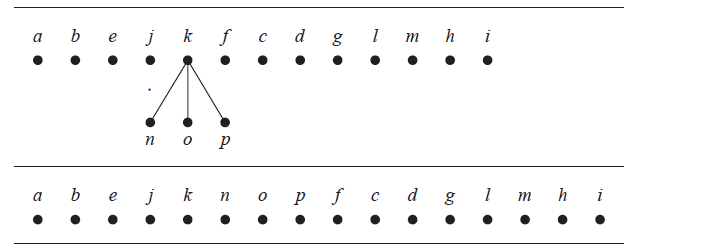 a b e j k f c d g l m h i
n o p
a b e j k n o p f c d g l m h i